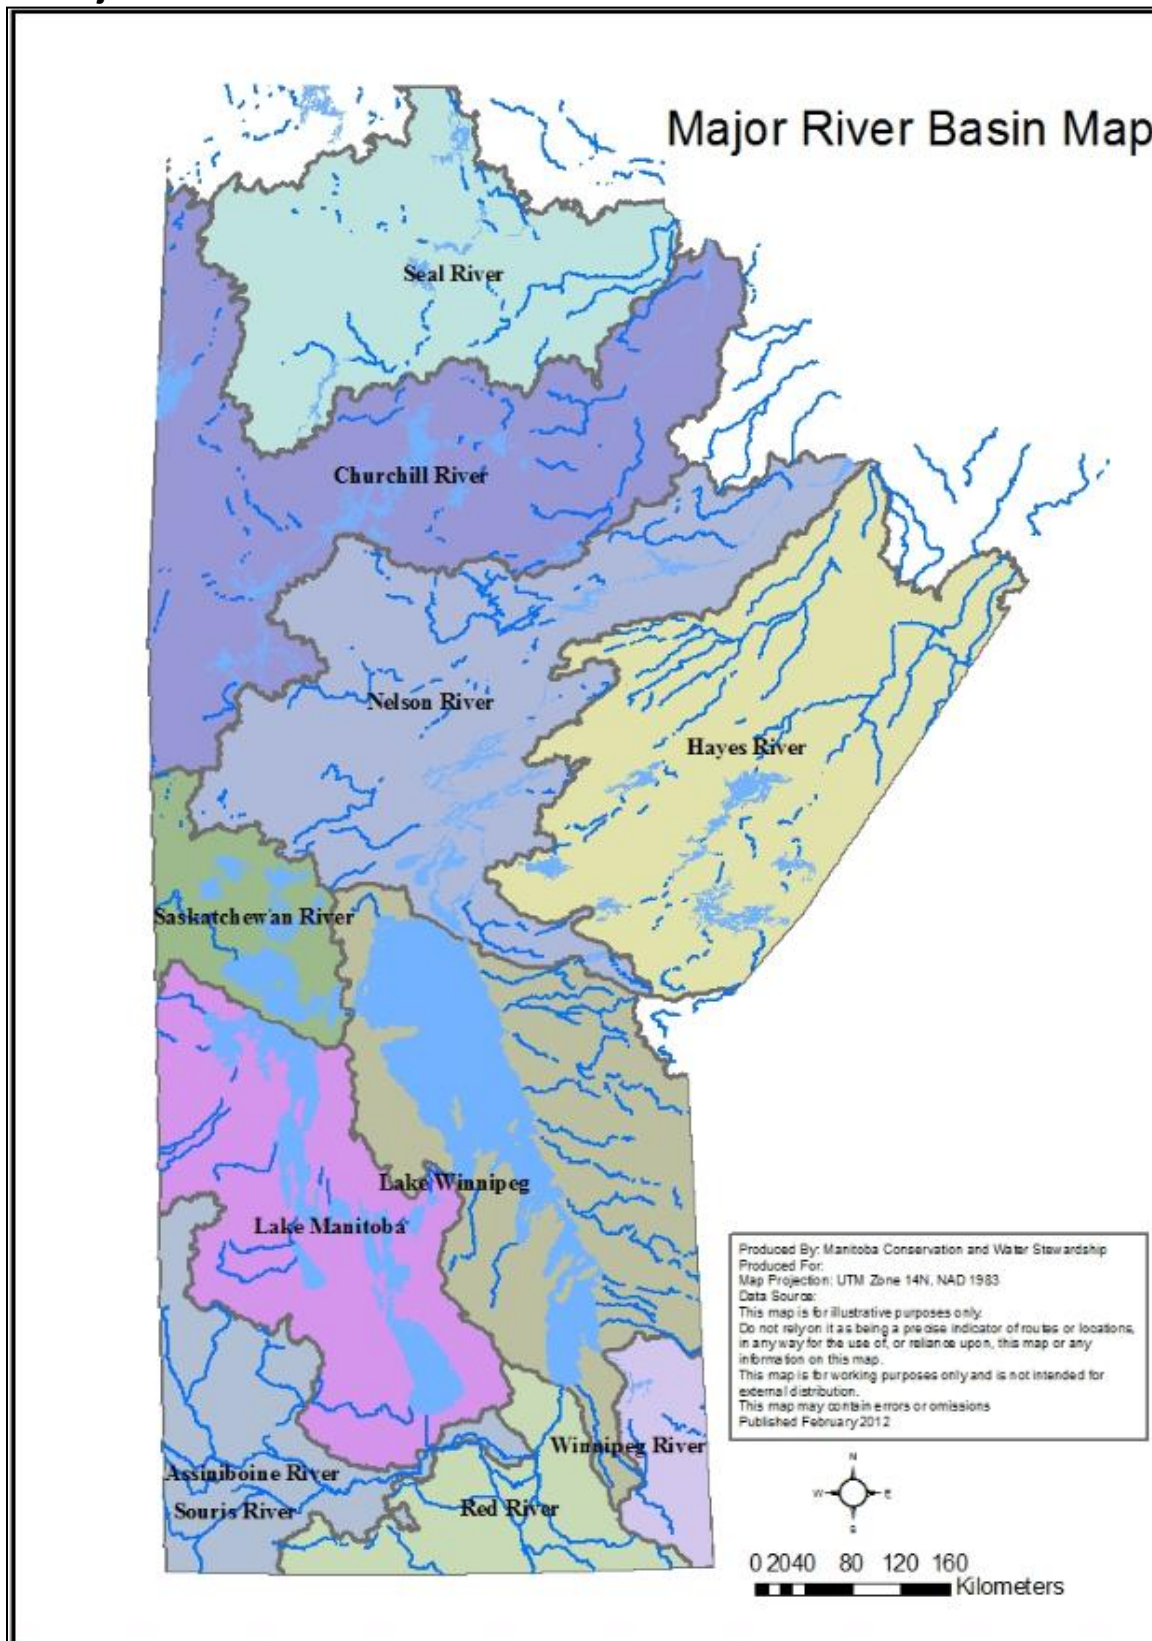 Major River Basin Map
Seal River
Churchill River
Nelson River
Hayes River
Saskatchewan River
Lake Winnipeg
Lake Manitoba
Produced By: Manitoba Conservation and Water Stewardship
Produced For:
Map Projection: UTM Zone 14N, NAD 1983
Data Source:
This map is for illustrative purposes only.
Do not rely on it as being a precise indicator of routes or locations,
in any way for the use of, or reliance upon, this map or any
information on this map.
This map is for working purposes only and is not intended for
external distribution.
This map may contain errors or omissions
Published February 2012
Winnipeg River
Assiniboine River
Souris River
Red River
N
W E
S
0 20 40 80 120 160
Kilometers